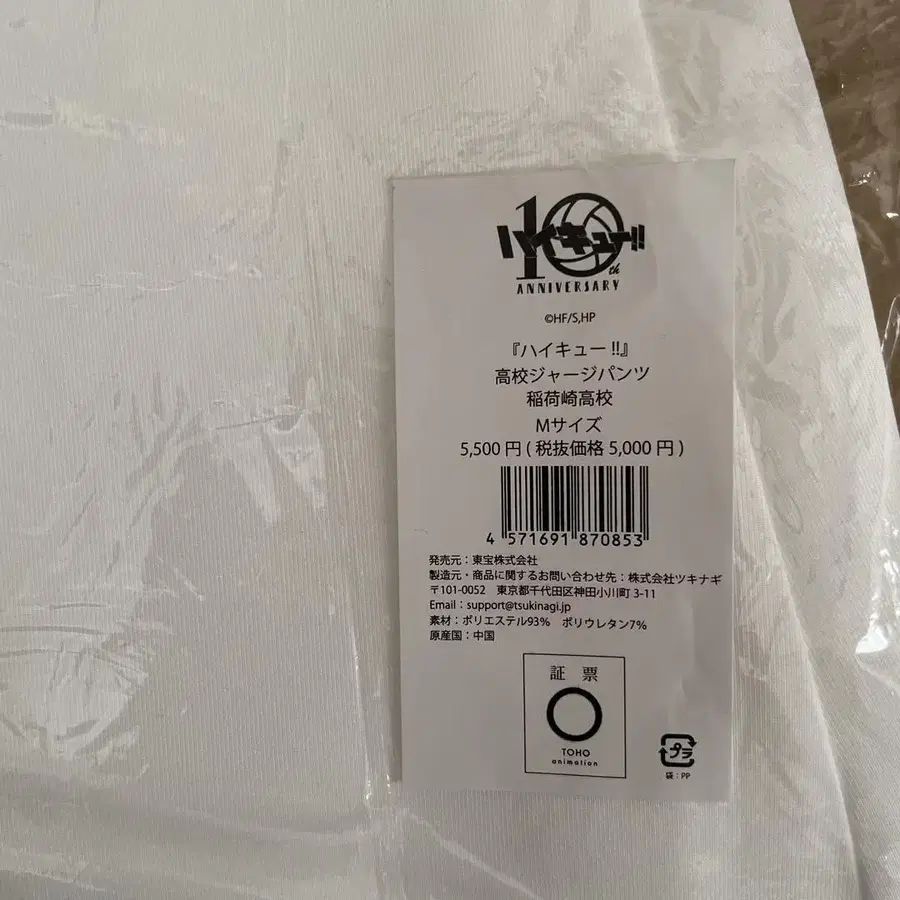 10th
ハイキュー!!
ANNIVERSARY
©HF/S,HP
『ハイキュー!!』
高校ジャージパンツ
稲荷崎高校
Mサイズ
5,500円(税抜価格 5,000円)
4 571691 870853
発売元：東宝株式会社
製造元・商品に関するお問い合わせ先：株式会社ツキナギ
〒101-0052 東京都千代田区神田小川町 3-11
Email：support@tsukinagi.jp
素材：ポリエステル93% ポリウレタン7%
原産国：中国
証 票
TOHO
animation
プラ
袋：PP